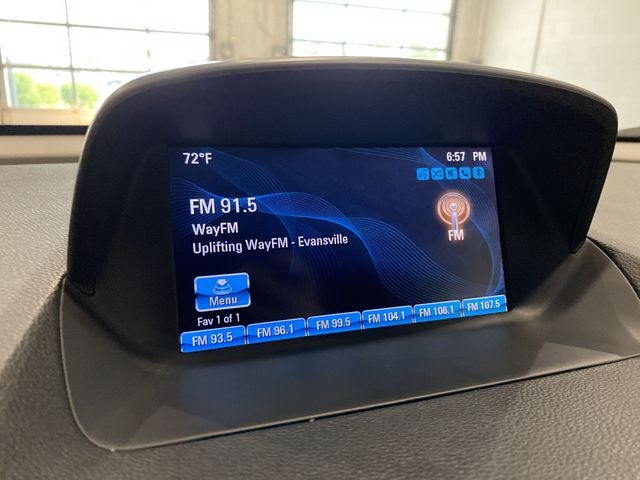 72°F
6:57 PM
FM 91.5
WayFM
Uplifting WayFM - Evansville
FM
Menu
Fav 1 of 1
FM 93.5 FM 96.1 FM 99.5 FM 104.1 FM 106.1 FM 107.5